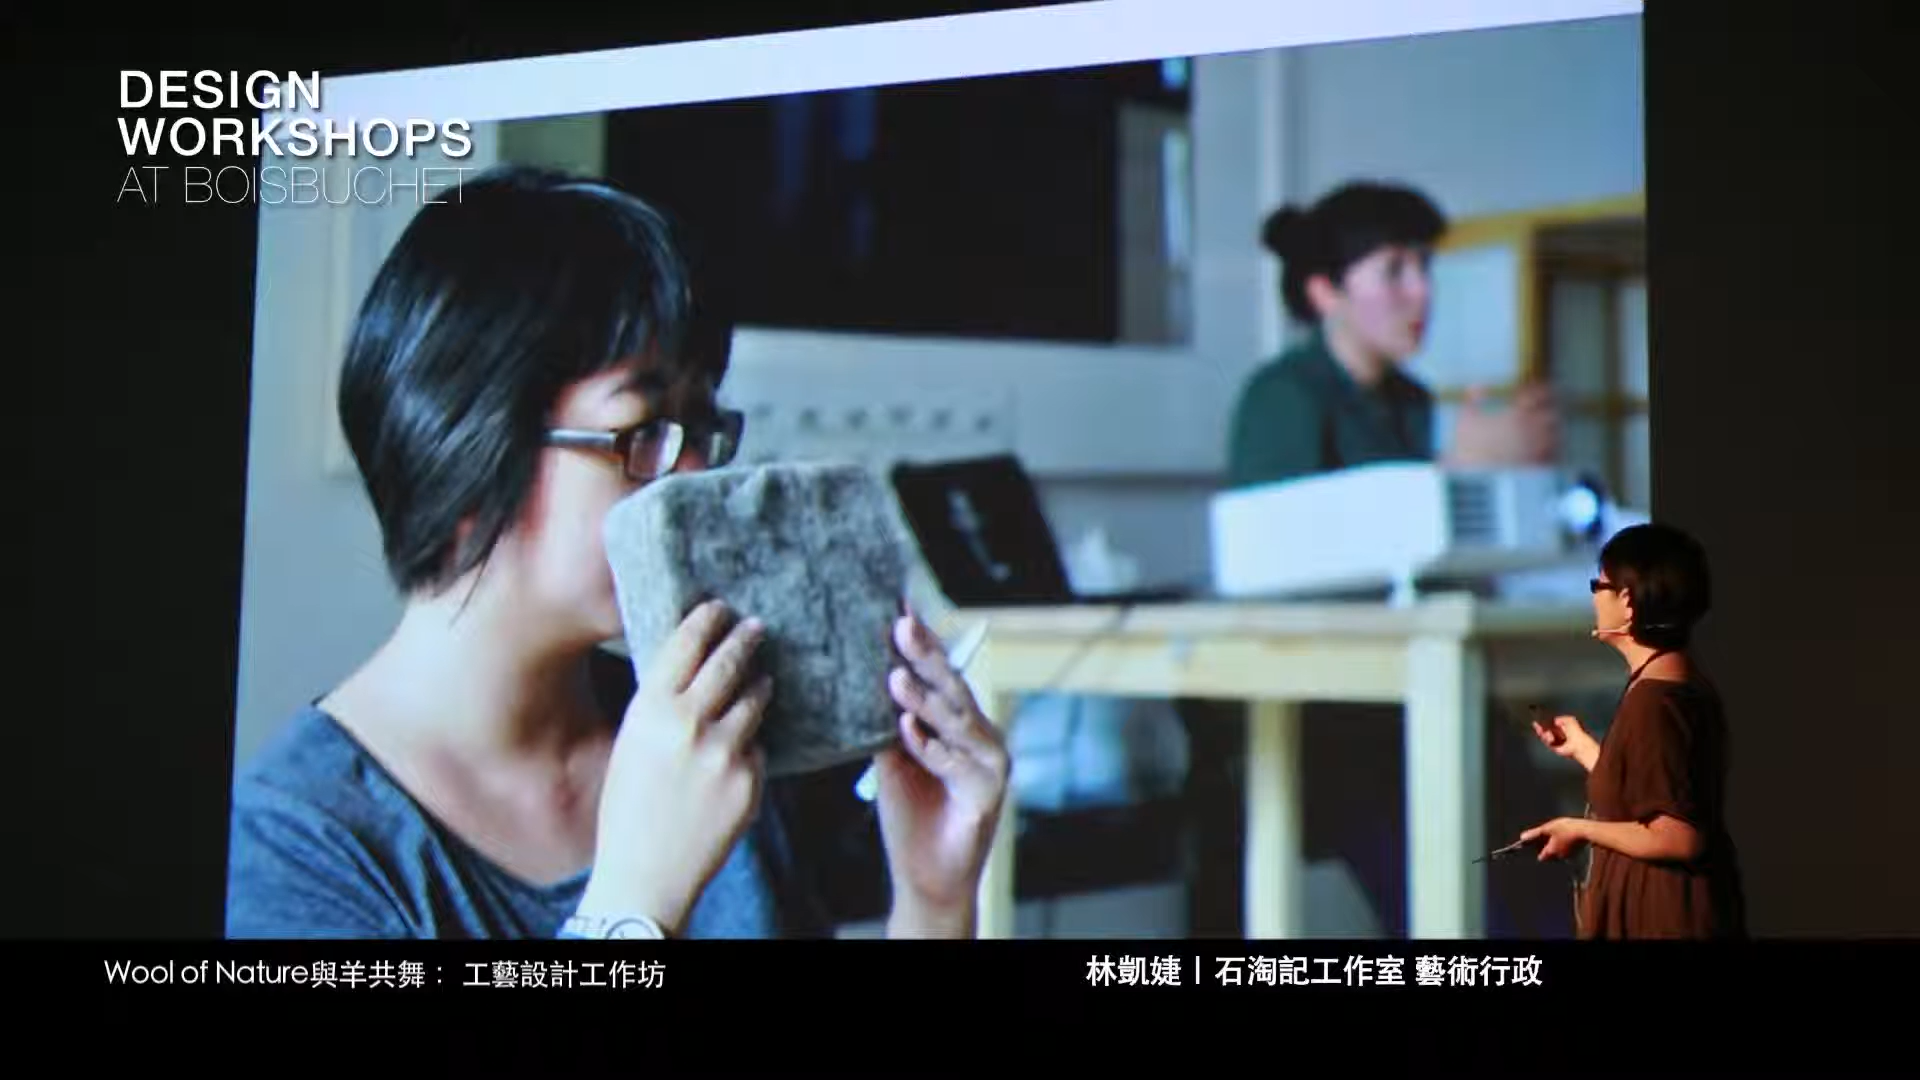 DESIGN
WORKSHOPS
AT BOISBUCHET
Wool of Nature與羊共舞： 工藝設計工作坊
林凱婕 | 石淘記工作室 藝術行政